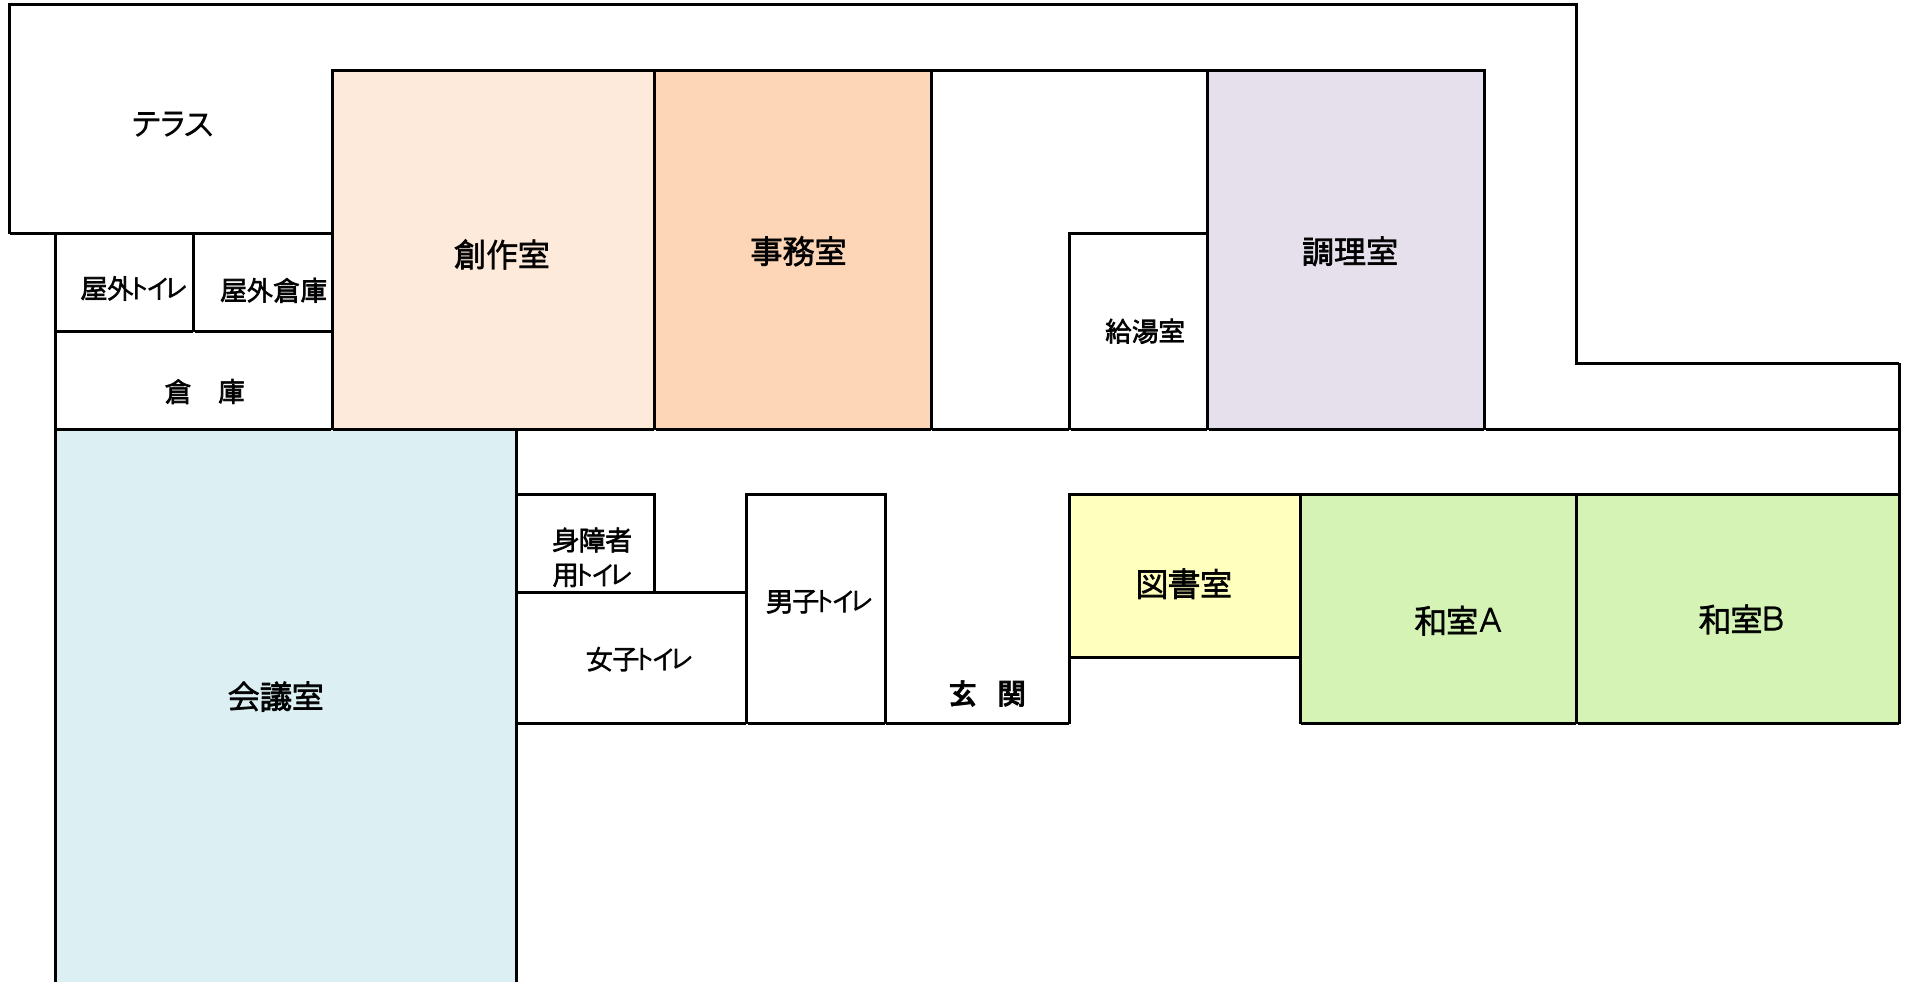 テラス
創作室
事務室
調理室
屋外トイレ
屋外倉庫
給湯室
倉　庫
身障者
用トイレ
男子トイレ
女子トイレ
図書室
和室A
和室B
会議室
玄　関